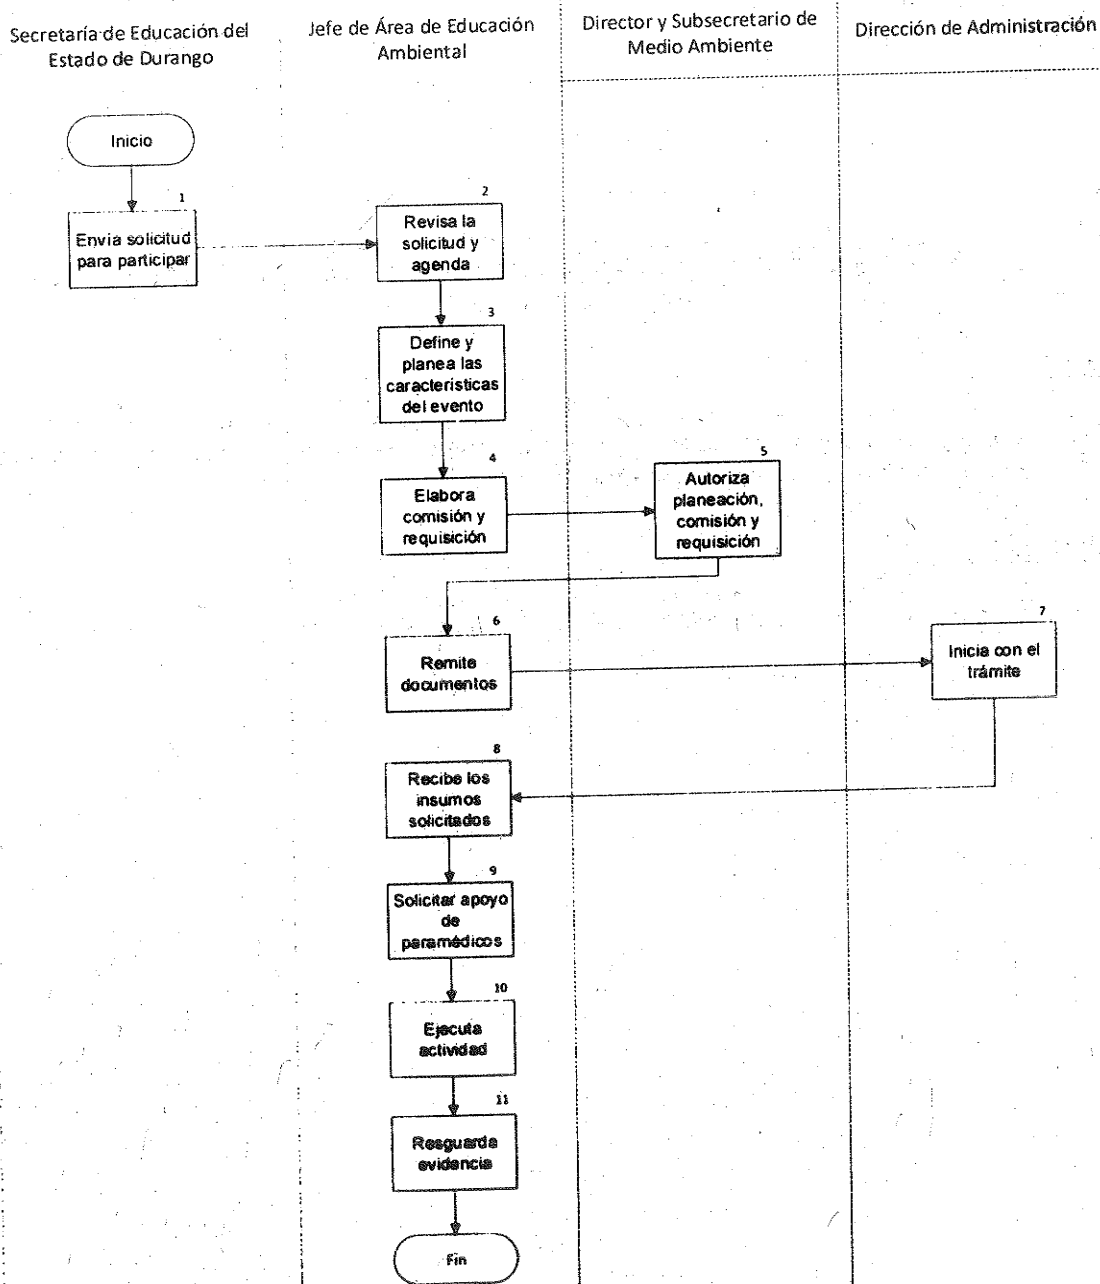 Secretaría de Educación del
Estado de Durango
Jefe de Área de Educación
Ambiental
Director y Subsecretario de
Medio Ambiente
Dirección de Administración
Inicio
1
Envia solicitud
para participar
2
Revisa la
solicitud y
agenda
3
Define y
planea las
características
del evento
4
Elabora
comisión y
requisición
5
Autoriza
planeación,
comisión y
requisición
6
Remite
documentos
7
Inicia con el
trámite
8
Recibe los
insumos
solicitados
9
Solicitar apoyo
de
paramédicos
10
Ejecuta
actividad
11
Resguarda
evidencia
Fin